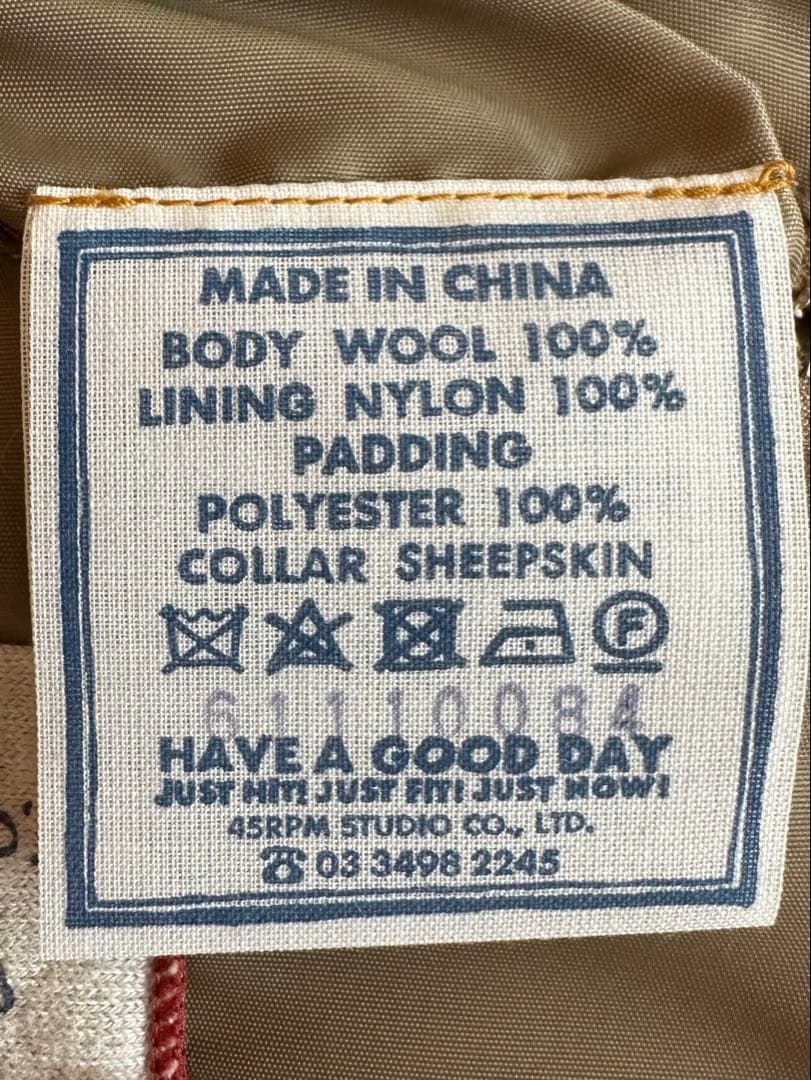 MADE IN CHINA
BODY WOOL 100%
LINING NYLON 100%
PADDING
POLYESTER 100%
COLLAR SHEEPSKIN
F
61110084
HAVE A GOOD DAY
JUST HIT! JUST FIT! JUST NOW!
45RPM STUDIO CO., LTD.
☎ 03 3498 2245